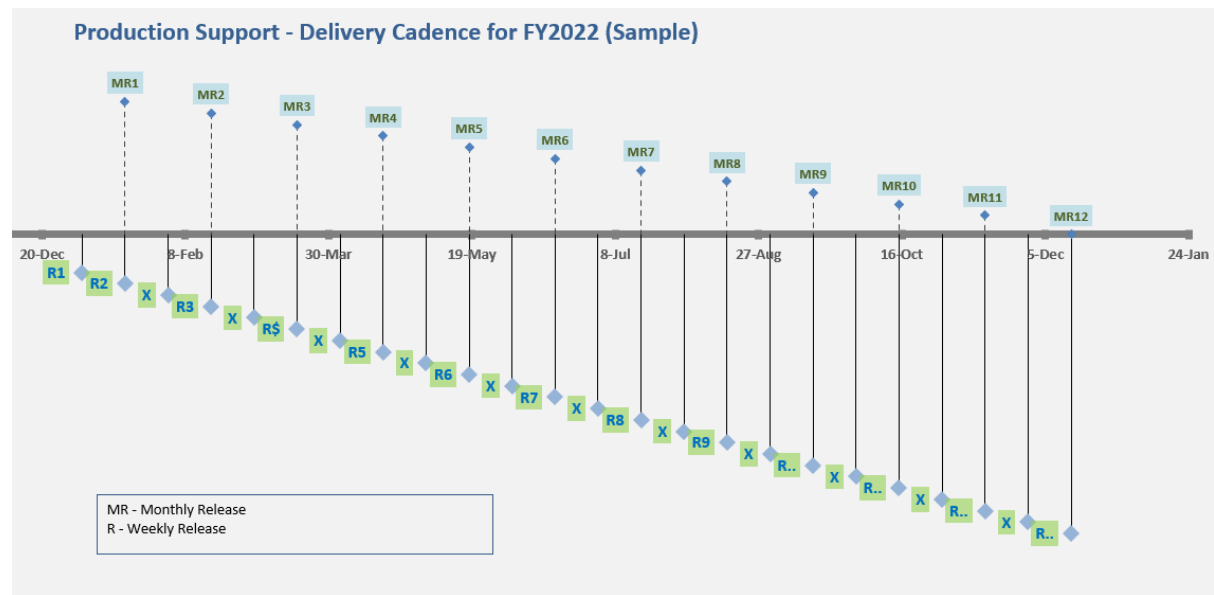 Production Support - Delivery Cadence for FY2022 (Sample)
MR1
MR2
MR3
MR4
MR5
MR6
MR7
MR8
MR9
MR10
MR11
MR12
20-Dec
8-Feb
30-Mar
19-May
8-Jul
27-Aug
16-Oct
5-Dec
24-Jan
R1
R2
X
R3
X
R$
X
R5
X
R6
X
R7
X
R8
X
R9
X
R..
X
R..
X
R..
X
R..
MR - Monthly Release
R - Weekly Release